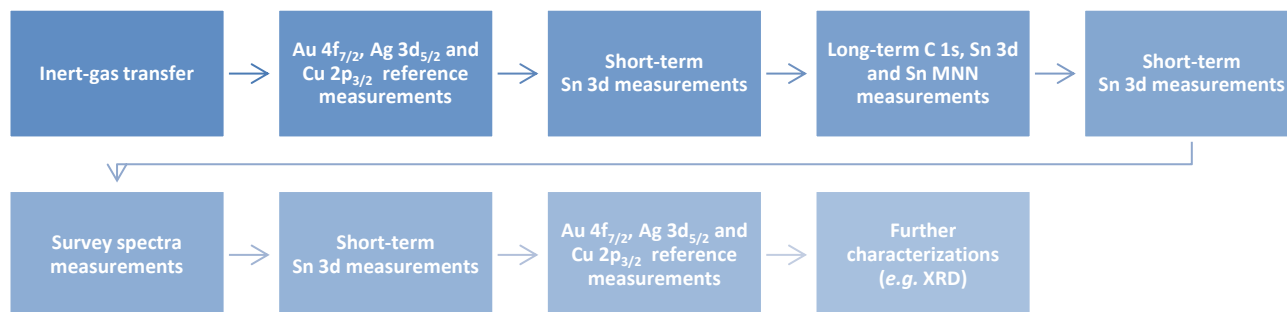 Inert-gas transfer
Au 4f7/2, Ag 3d5/2 and
Cu 2p3/2 reference
measurements
Short-term
Sn 3d measurements
Long-term C 1s, Sn 3d
and Sn MNN
measurements
Short-term
Sn 3d measurements
Survey spectra
measurements
Short-term
Sn 3d measurements
Au 4f7/2, Ag 3d5/2 and
Cu 2p3/2 reference
measurements
Further
characterizations
(e.g. XRD)